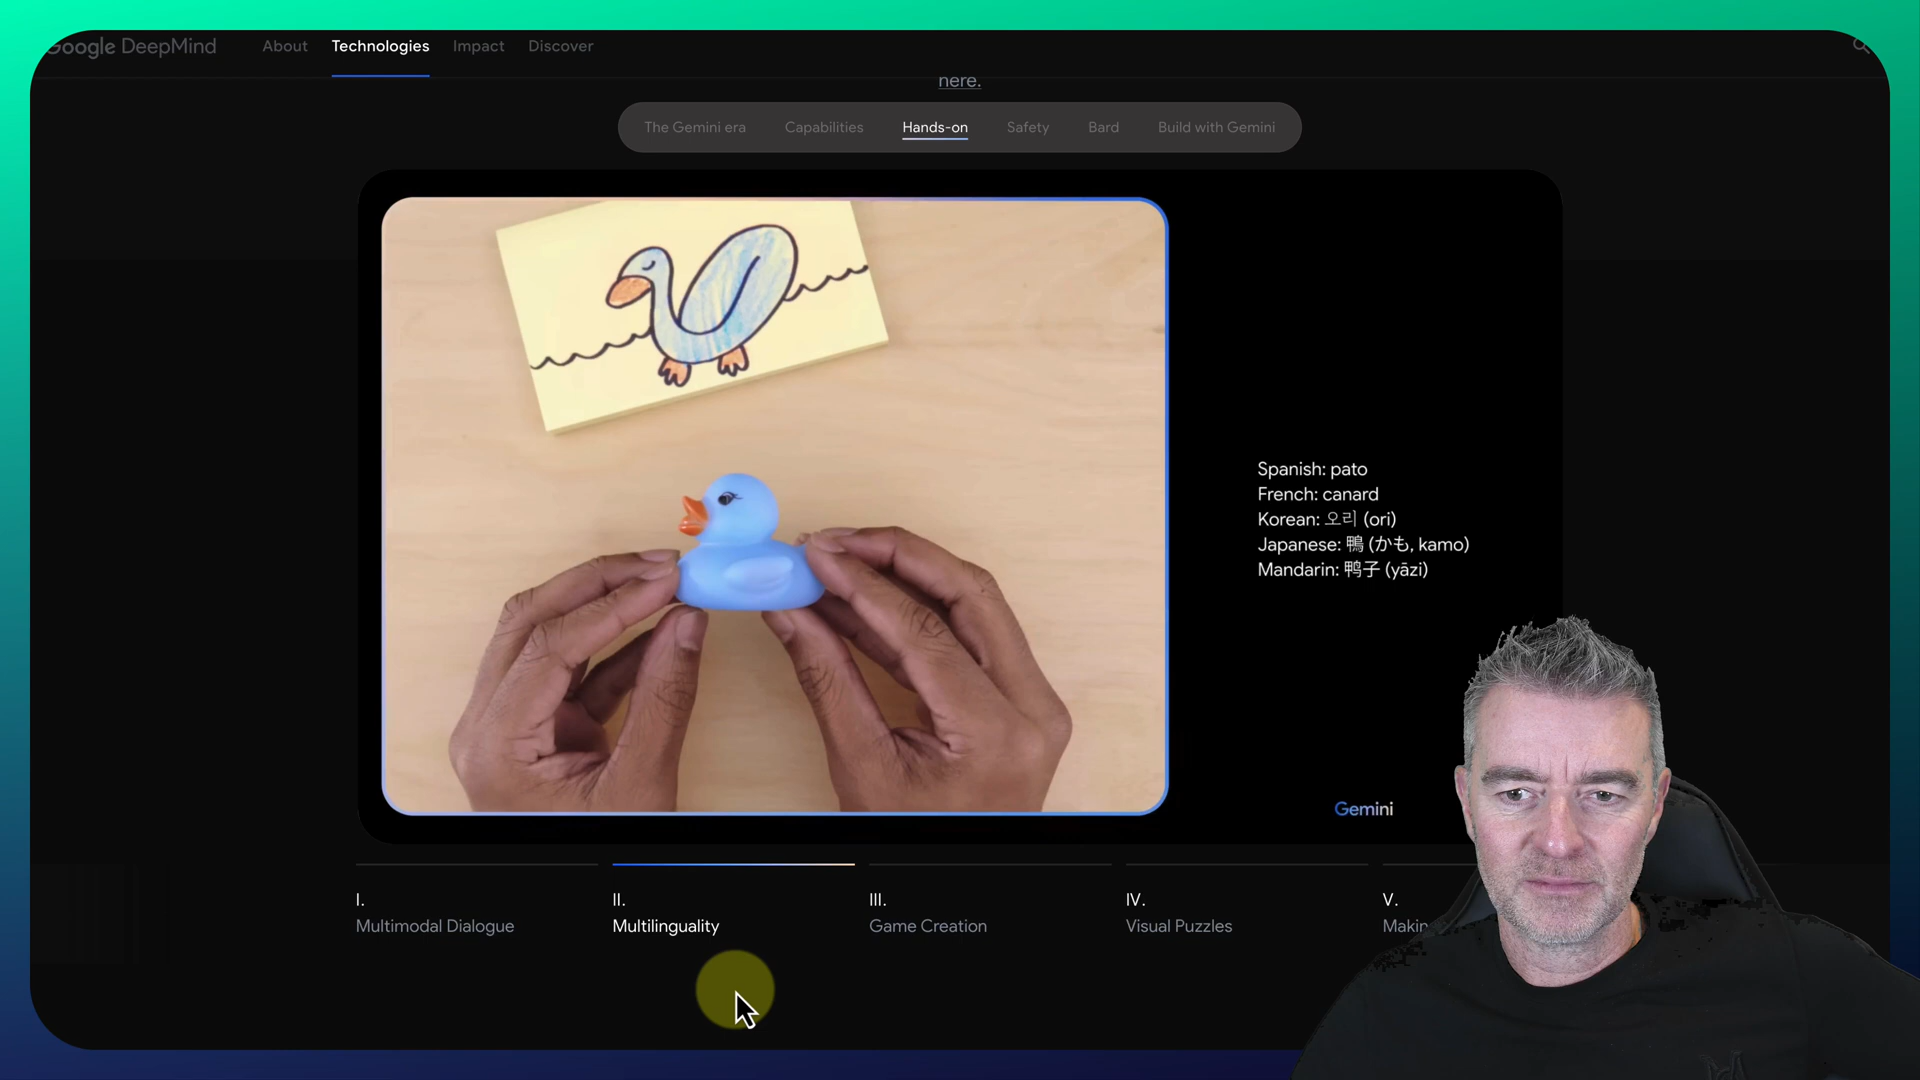 Google DeepMind
About
Technologies
Impact
Discover
here.
The Gemini era
Capabilities
Hands-on
Safety
Bard
Build with Gemini
Spanish: pato
French: canard
Korean: 오리 (ori)
Japanese: 鴨 (かも, kamo)
Mandarin: 鸭子 (yāzi)
Gemini
I.
Multimodal Dialogue
II.
Multilinguality
III.
Game Creation
IV.
Visual Puzzles
V.